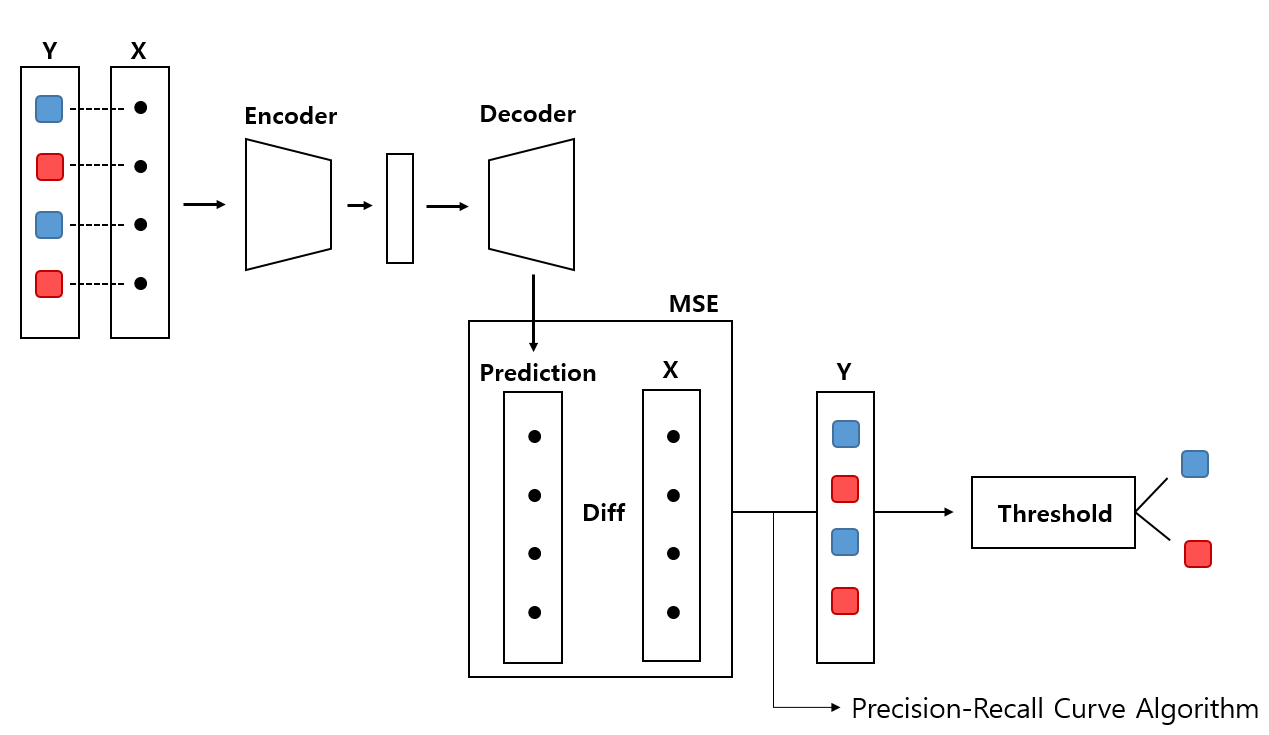 Y
X
Encoder
Decoder
MSE
Prediction
X
Y
Diff
Threshold
Precision-Recall Curve Algorithm